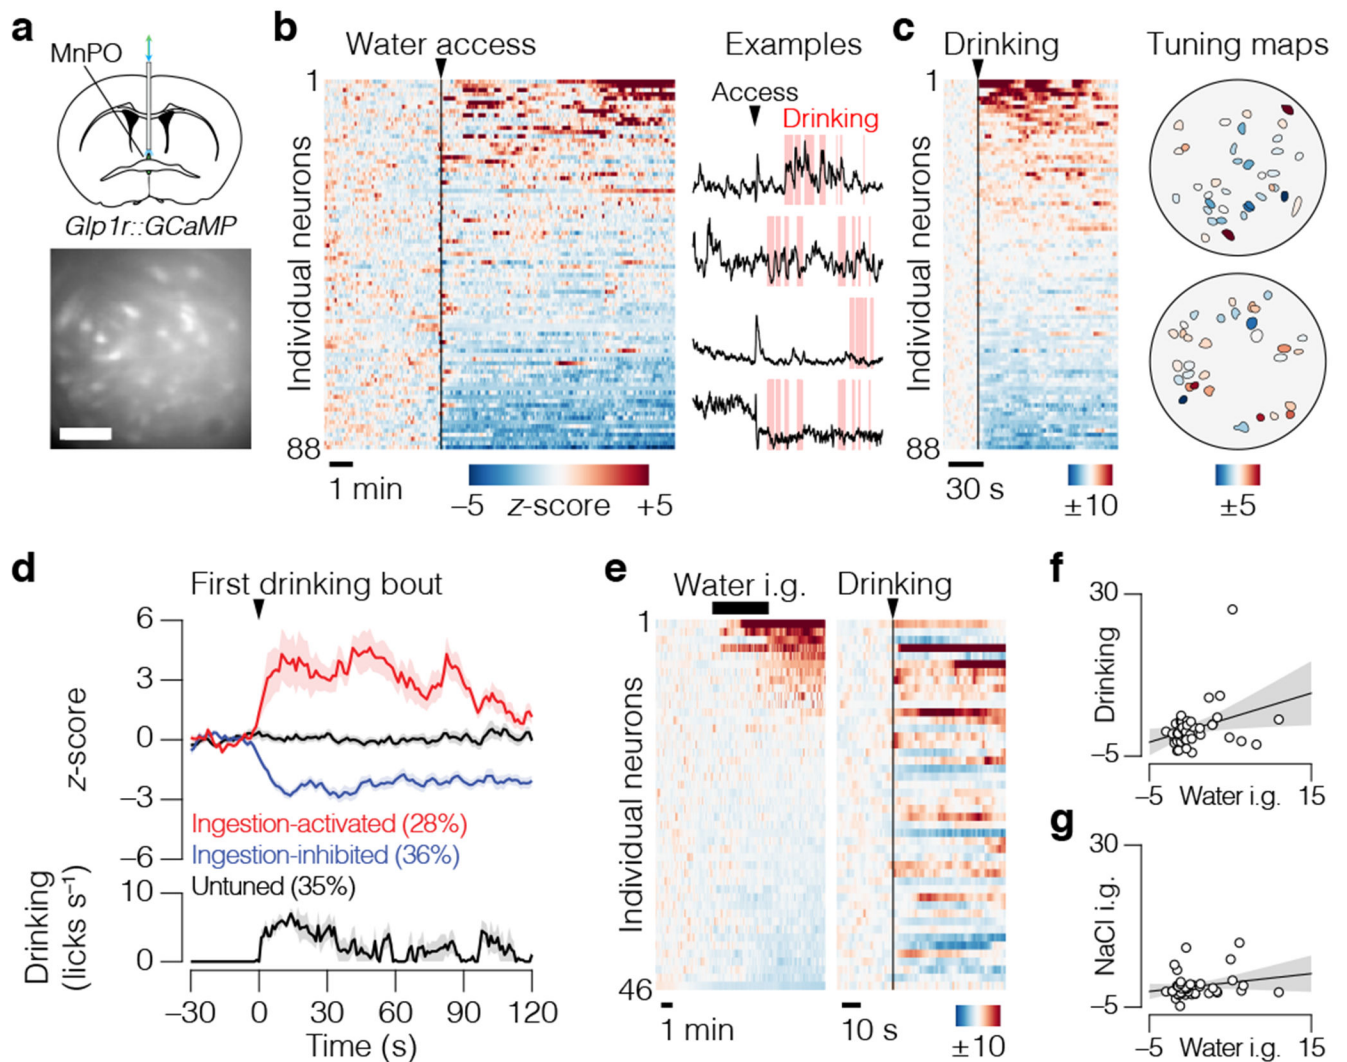 a
MnPO
Glp1r::GCaMP
b
Water access
1
Individual neurons
88
1 min
–5 z-score +5
Examples
Access
Drinking
c
Drinking
1
Individual neurons
88
30 s
±10
Tuning maps
±5
d
First drinking bout
6
3
0
–3
–6
z-score
Ingestion-activated (28%)
Ingestion-inhibited (36%)
Untuned (35%)
10
0
Drinking
(licks s⁻¹)
–30 0 30 60 90 120
Time (s)
e
Water i.g.
1
Individual neurons
46
1 min
Drinking
10 s
±10
f
30
Drinking
–5
–5 Water i.g. 15
g
30
NaCl i.g.
–5
–5 Water i.g. 15